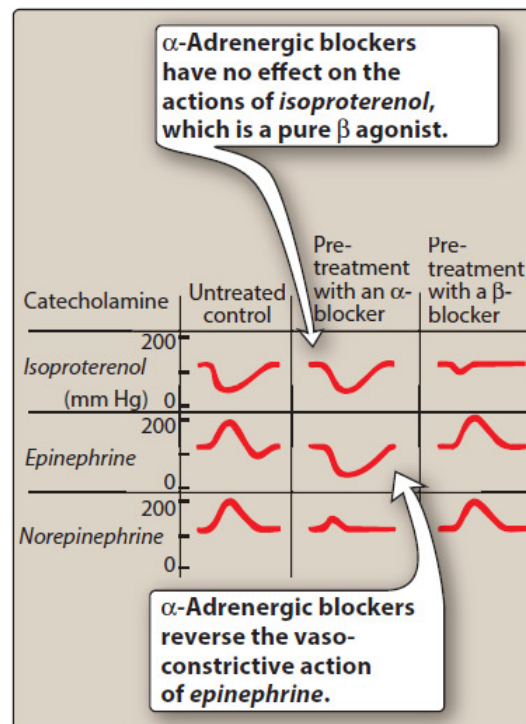 α-Adrenergic blockers
have no effect on the
actions of isoproterenol,
which is a pure β agonist.
Catecholamine
Untreated
control
Pre-
treatment
with an α-
blocker
Pre-
treatment
with a β-
blocker
Isoproterenol
(mm Hg)
200
0
Epinephrine
200
0
Norepinephrine
200
0
α-Adrenergic blockers
reverse the vaso-
constrictive action
of epinephrine.